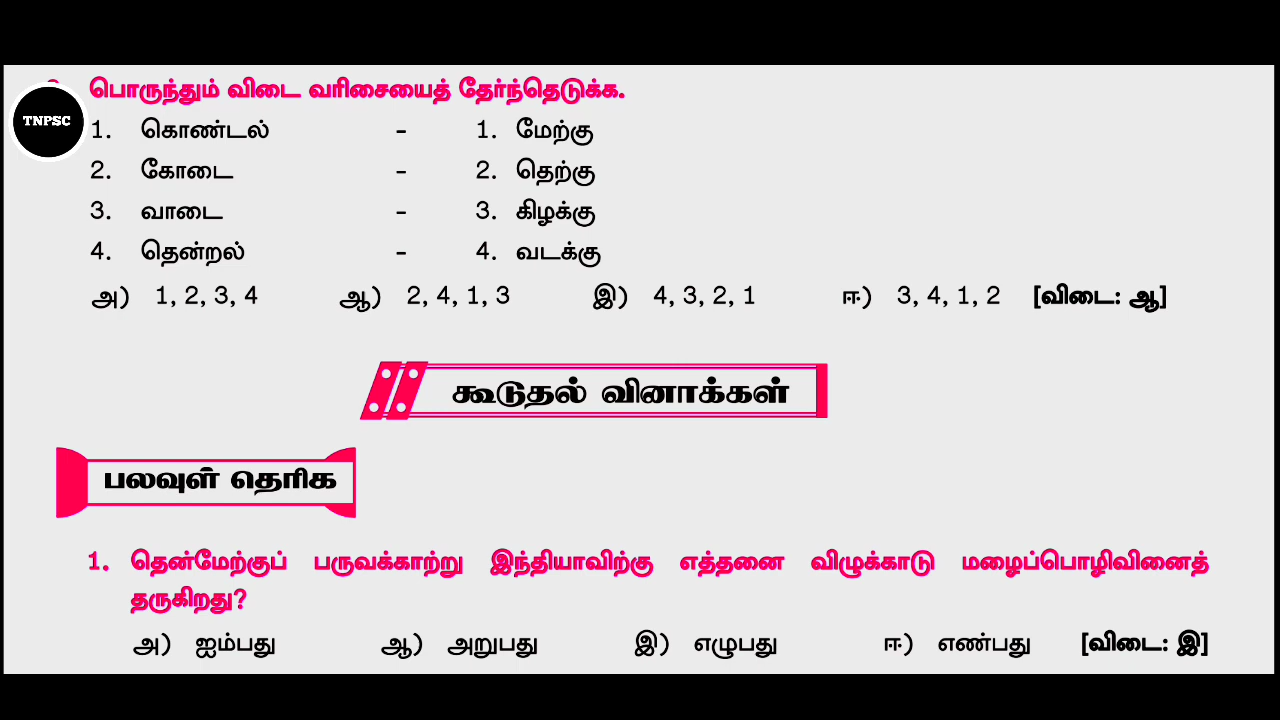 பொருந்தும் விடை வரிசையைத் தேர்ந்தெடுக்க.
TNPSC
1. கொண்டல் - 1. மேற்கு
2. கோடை - 2. தெற்கு
3. வாடை - 3. கிழக்கு
4. தென்றல் - 4. வடக்கு
அ) 1, 2, 3, 4 ஆ) 2, 4, 1, 3 இ) 4, 3, 2, 1 ஈ) 3, 4, 1, 2 [விடை: ஆ]
கூடுதல் வினாக்கள்
பலவுள் தெரிக
1. தென்மேற்குப் பருவக்காற்று இந்தியாவிற்கு எத்தனை விழுக்காடு மழைப்பொழிவினைத்
தருகிறது?
அ) ஐம்பது ஆ) அறுபது இ) எழுபது ஈ) எண்பது [விடை: இ]